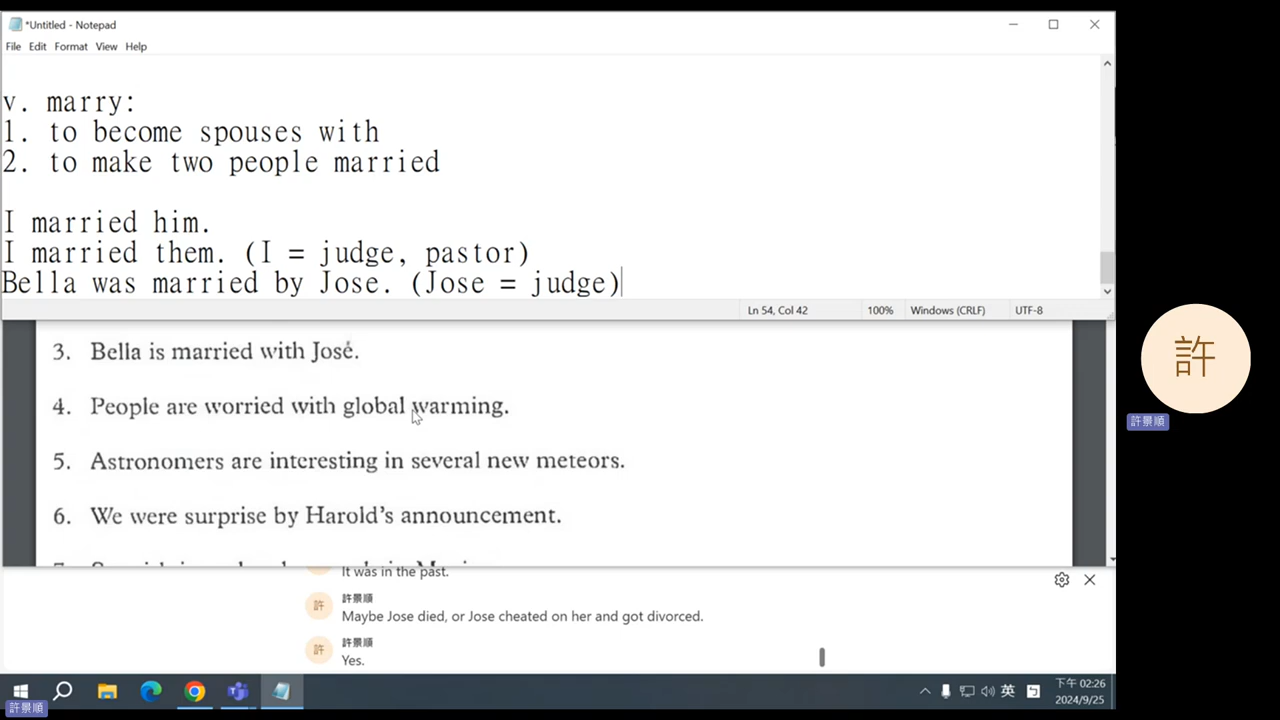 *Untitled - Notepad
File Edit Format View Help
v. marry:
1. to become spouses with
2. to make two people married
I married him.
I married them. (I = judge, pastor)
Bella was married by Jose. (Jose = judge)
Ln 54, Col 42 100% Windows (CRLF) UTF-8
3. Bella is married with José.
4. People are worried with global warming.
5. Astronomers are interesting in several new meteors.
6. We were surprise by Harold's announcement.
It was in the past.
許景順
許 Maybe Jose died, or Jose cheated on her and got divorced.
許景順
許 Yes.
許
許景順
英
下午 02:26
2024/9/25
許景順